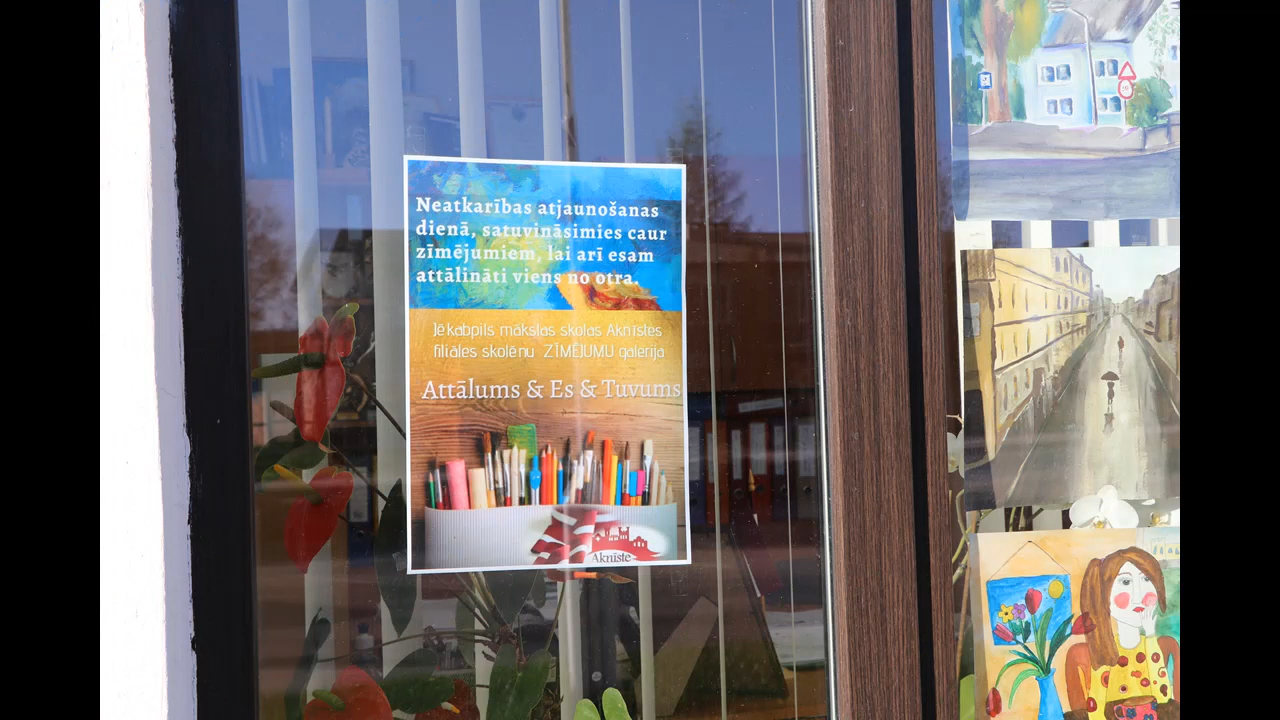 Neatkarības atjaunošanas
dienā, satuvināsimies caur
zīmējumiem, lai arī esam
attālināti viens no otra.
Jēkabpils mākslas skolas Aknīstes
filiāles skolēnu ZĪMĒJUMU galerija
Attālums & Es & Tuvums
Aknīste